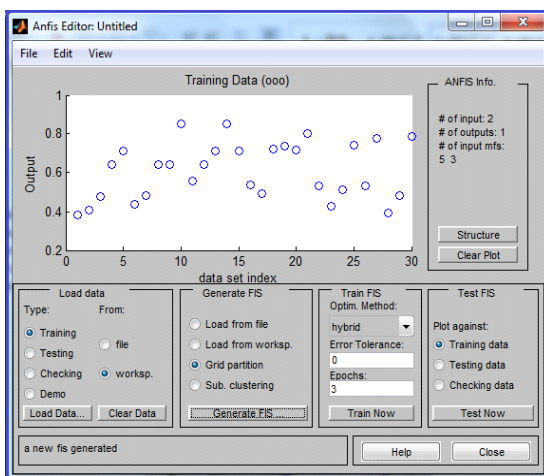 Anfis Editor: Untitled
File Edit View
Training Data (ooo)
1
0.8
0.6
0.4
0.2
Output
0 5 10 15 20 25 30
data set index
ANFIS Info.
# of input: 2
# of outputs: 1
# of input mfs:
5 3
Structure
Clear Plot
Load data
Type: From:
Training
Testing
Checking
Demo
file
worksp.
Load Data... Clear Data
Generate FIS
Load from file
Load from worksp.
Grid partition
Sub. clustering
Generate FIS ...
Train FIS
Optim. Method:
hybrid
Error Tolerance:
0
Epochs:
3
Train Now
Test FIS
Plot against:
Training data
Testing data
Checking data
Test Now
a new fis generated
Help Close